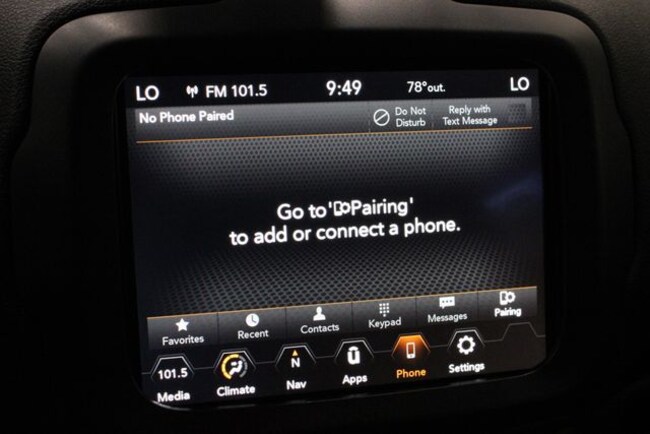 LO FM 101.5 9:49 78° out. LO
No Phone Paired
Do Not
Disturb
Reply with
Text Message
Go to 'Pairing'
to add or connect a phone.
Favorites Recent Contacts Keypad Messages Pairing
101.5 N
Media Climate Nav Apps Phone Settings